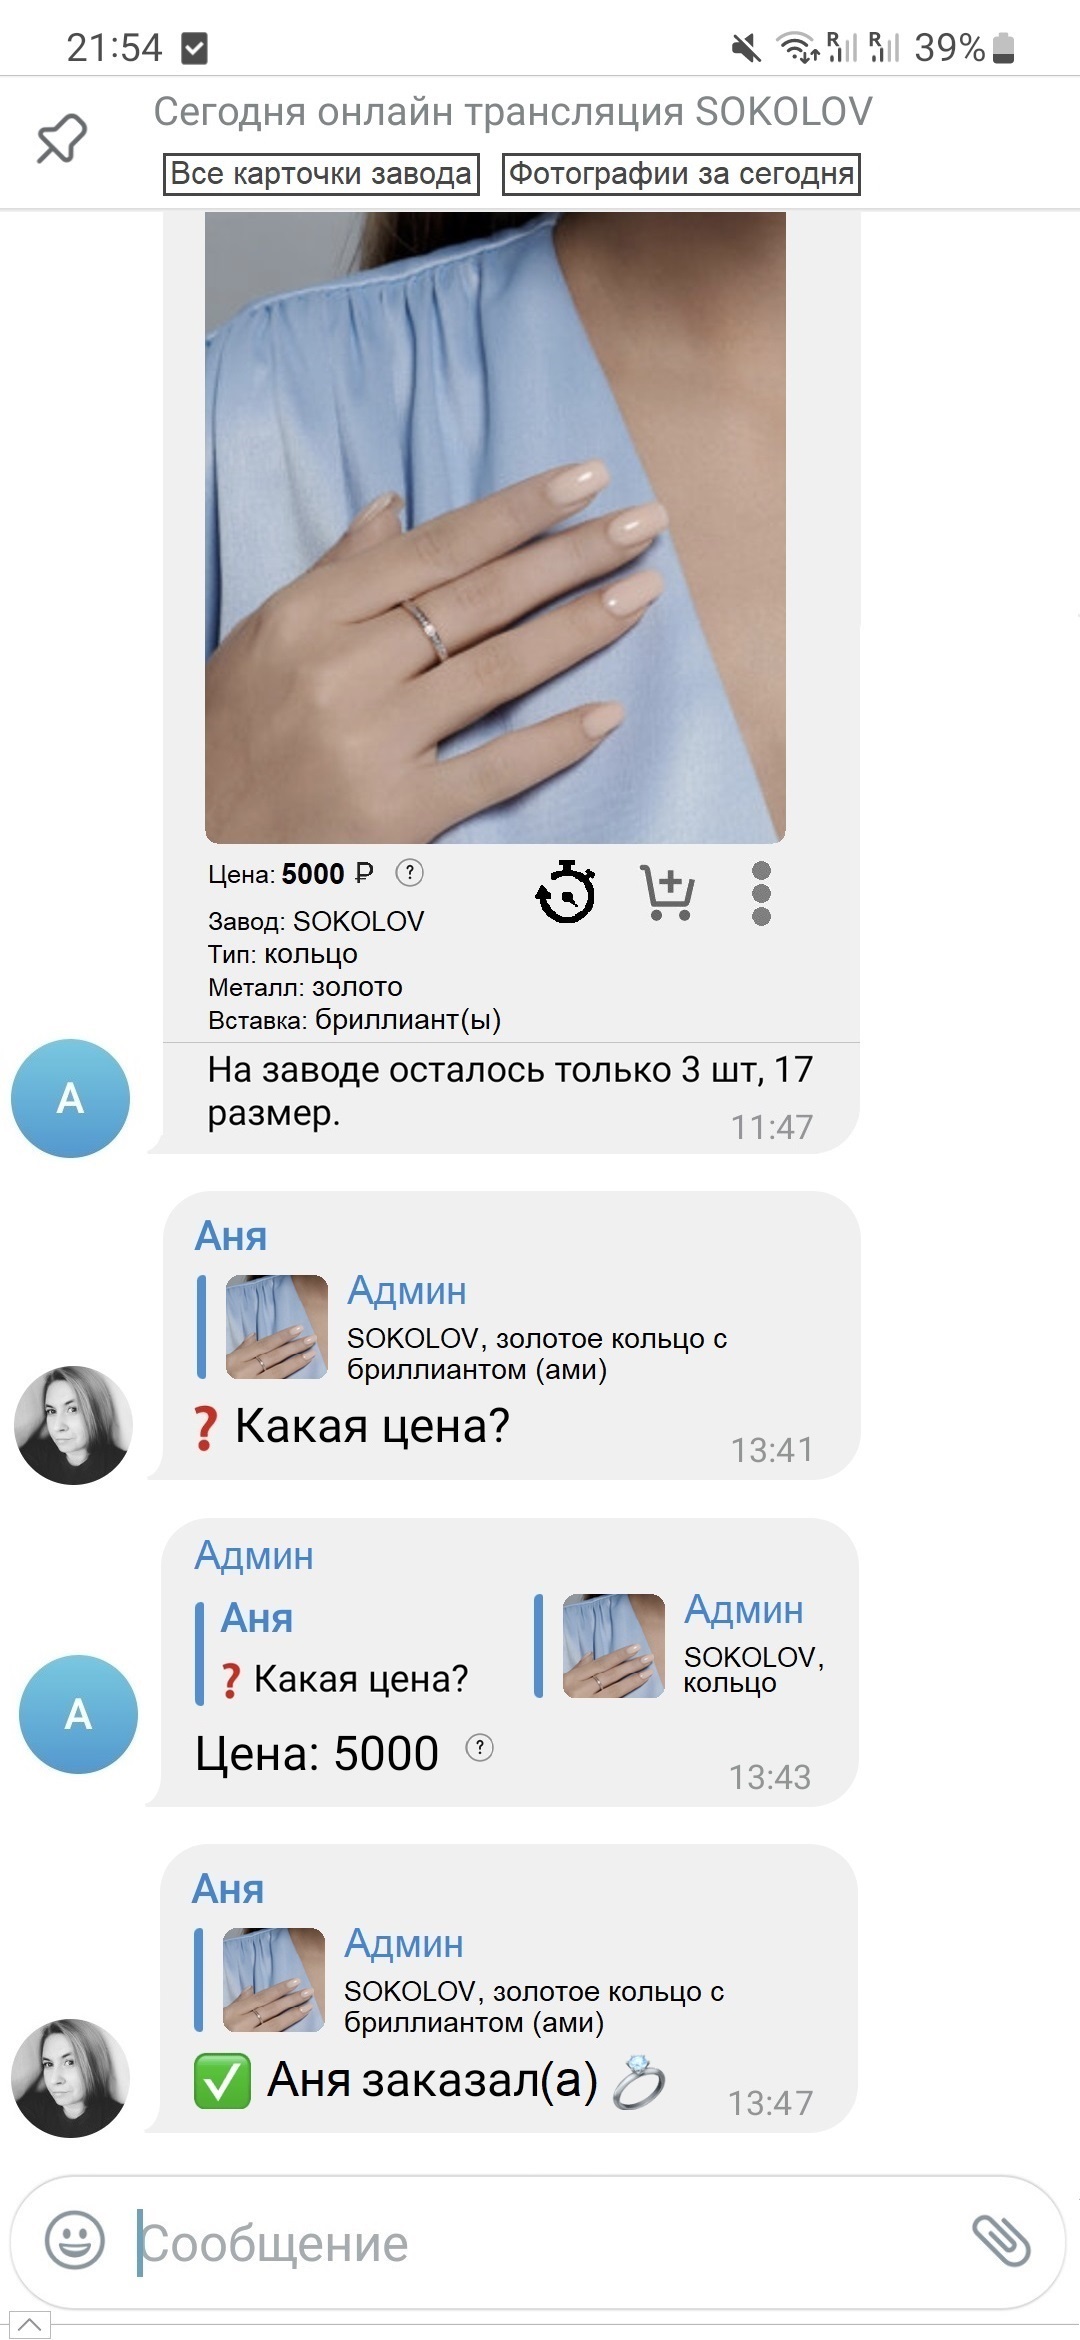 21:54 39%
Сегодня онлайн трансляция SOKOLOV
Все карточки завода Фотографии за сегодня
Цена: 5000 ₽ ?
Завод: SOKOLOV
Тип: кольцо
Металл: золото
Вставка: бриллиант(ы)
А
На заводе осталось только 3 шт, 17
размер.
11:47
Аня
Админ
SOKOLOV, золотое кольцо с
бриллиантом (ами)
❓ Какая цена?
13:41
Админ
Аня
❓ Какая цена?
Админ
SOKOLOV,
кольцо
А
Цена: 5000 ?
13:43
Аня
Админ
SOKOLOV, золотое кольцо с
бриллиантом (ами)
✅ Аня заказал(а) 💍
13:47
Сообщение